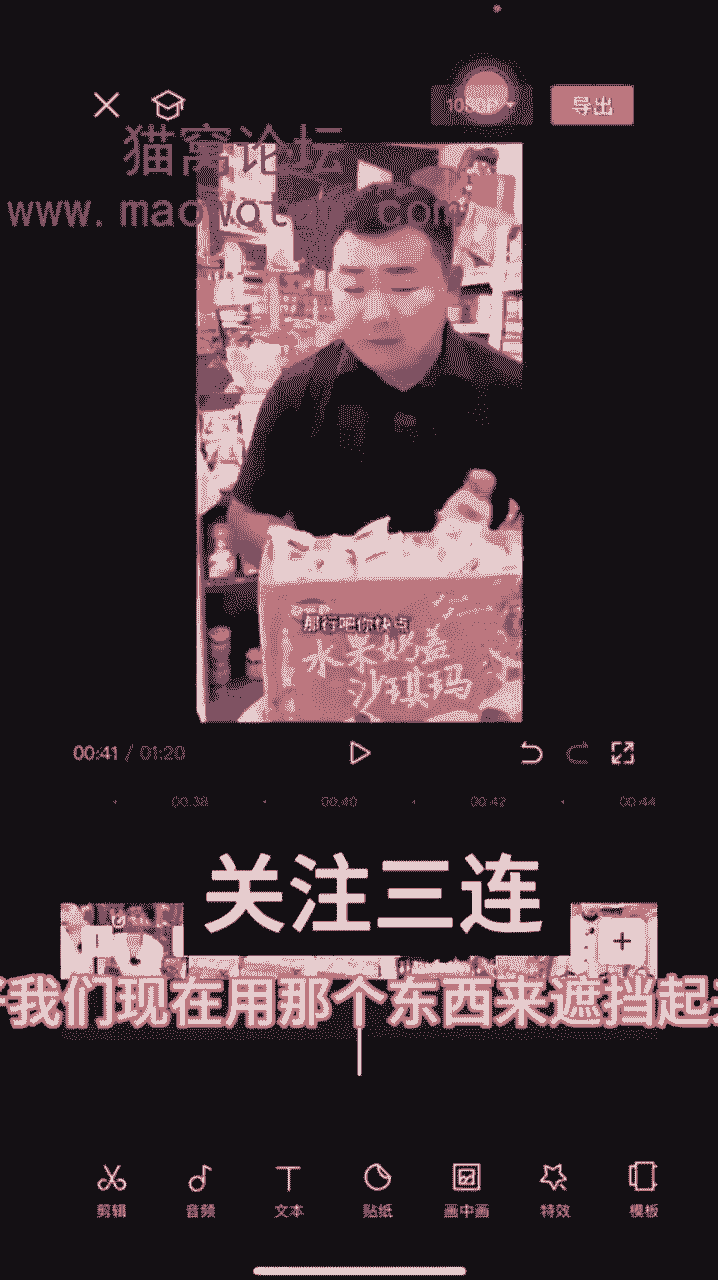 1080P
导出
猫窝论坛
那行吧你快点
水果奶盖
沙琪玛
00:41 / 01:20
00:38 00:40 00:42 00:44
关注三连
我们现在用那个东西来遮挡起
剪辑 音频 文本 贴纸 画中画 特效 模板